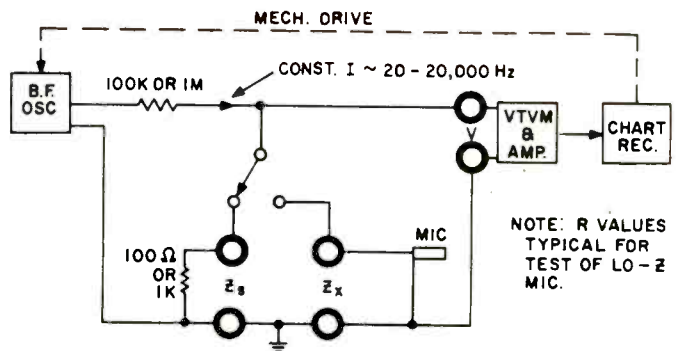 MECH. DRIVE
B.F.
OSC
100K OR 1M
CONST. I ~ 20 - 20,000 Hz
V
VTVM
&
AMP.
CHART
REC.
100Ω
OR
1K
Zs
Zx
MIC
NOTE: R VALUES
TYPICAL FOR
TEST OF LO-Z
MIC.